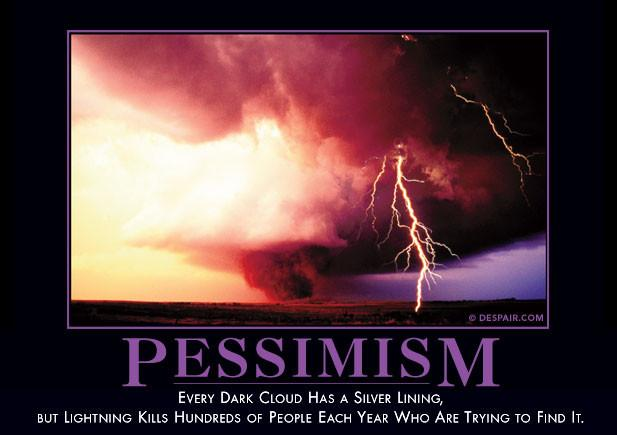 © DESPAIR.COM
PESSIMISM
EVERY DARK CLOUD HAS A SILVER LINING,
BUT LIGHTNING KILLS HUNDREDS OF PEOPLE EACH YEAR WHO ARE TRYING TO FIND IT.